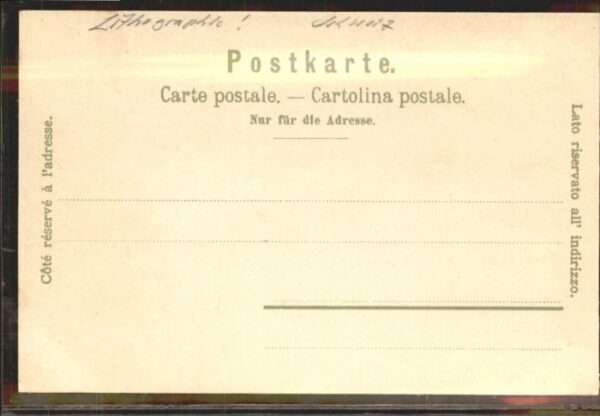 Lithographie! Schweiz
Postkarte.
Carte postale. — Cartolina postale.
Nur für die Adresse.
Côté réservé à l'adresse.
Lato riservato all' indirizzo.